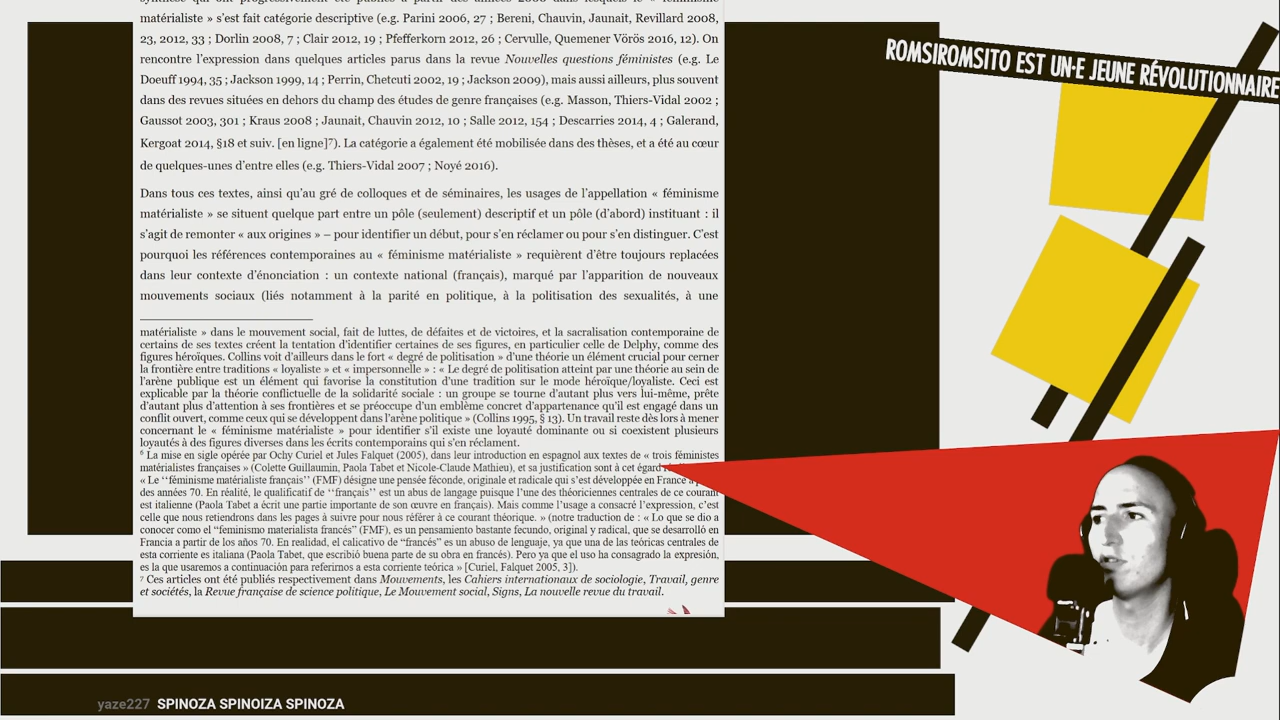 matérialiste » s'est fait catégorie descriptive (e.g. Parini 2006, 27 ; Bereni, Chauvin, Jaunait, Revillard 2008,
23, 2012, 33 ; Dorlin 2008, 7 ; Clair 2012, 19 ; Pfefferkorn 2012, 26 ; Cervulle, Quemener Vörös 2016, 12). On
rencontre l'expression dans quelques articles parus dans la revue Nouvelles questions féministes (e.g. Le
Doeuff 1994, 35 ; Jackson 1999, 14 ; Perrin, Chetcuti 2002, 19 ; Jackson 2009), mais aussi ailleurs, plus souvent
dans des revues situées en dehors du champ des études de genre françaises (e.g. Masson, Thiers-Vidal 2002 ;
Gaussot 2003, 301 ; Kraus 2008 ; Jaunait, Chauvin 2012, 10 ; Salle 2012, 154 ; Descarries 2014, 4 ; Galerand,
Kergoat 2014, §18 et suiv. [en ligne]⁷). La catégorie a également été mobilisée dans des thèses, et a été au cœur
de quelques-unes d'entre elles (e.g. Thiers-Vidal 2007 ; Noyé 2016).
Dans tous ces textes, ainsi qu'au gré de colloques et de séminaires, les usages de l'appellation « féminisme
matérialiste » se situent quelque part entre un pôle (seulement) descriptif et un pôle (d'abord) instituant : il
s'agit de remonter « aux origines » – pour identifier un début, pour s'en réclamer ou pour s'en distinguer. C'est
pourquoi les références contemporaines au « féminisme matérialiste » requièrent d'être toujours replacées
dans leur contexte d'énonciation : un contexte national (français), marqué par l'apparition de nouveaux
mouvements sociaux (liés notamment à la parité en politique, à la politisation des sexualités, à une
matérialiste » dans le mouvement social, fait de luttes, de défaites et de victoires, et la sacralisation contemporaine de
certains de ses textes créent la tentation d'identifier certaines de ses figures, en particulier celle de Delphy, comme des
figures héroïques. Collins voit d'ailleurs dans le fort « degré de politisation » d'une théorie un élément crucial pour cerner
la frontière entre traditions « loyaliste » et « impersonnelle » : « Le degré de politisation atteint par une théorie au sein de
l'arène publique est un élément qui favorise la constitution d'une tradition sur le mode héroïque/loyaliste. Ceci est
explicable par la théorie conflictuelle de la solidarité sociale : un groupe se tourne d'autant plus vers lui-même, prête
d'autant plus d'attention à ses frontières et se préoccupe d'un emblème concret d'appartenance qu'il est engagé dans un
conflit ouvert, comme ceux qui se développent dans l'arène politique » (Collins 1995, § 13). Un travail reste dès lors à mener
concernant le « féminisme matérialiste » pour identifier s'il existe une loyauté dominante ou si coexistent plusieurs
loyautés à des figures diverses dans les écrits contemporains qui s'en réclament.
⁶ La mise en sigle opérée par Ochy Curiel et Jules Falquet (2005), dans leur introduction en espagnol aux textes de « trois féministes
matérialistes françaises » (Colette Guillaumin, Paola Tabet et Nicole-Claude Mathieu), et sa justification sont à cet égard
« Le ''féminisme matérialiste français'' (FMF) désigne une pensée féconde, originale et radicale qui s'est développée en France
des années 70. En réalité, le qualificatif de ''français'' est un abus de langage puisque l'une des théoriciennes centrales de ce courant
est italienne (Paola Tabet a écrit une partie importante de son œuvre en français). Mais comme l'usage a consacré l'expression, c'est
celle que nous retiendrons dans les pages à suivre pour nous référer à ce courant théorique. » (notre traduction de : « Lo que se dio a
conocer como el "feminismo materialista francés" (FMF), es un pensamiento bastante fecundo, original y radical, que se desarrolló en
Francia a partir de los años 70. En realidad, el calicativo de "francés" es un abuso de lenguaje, ya que una de las teóricas centrales de
esta corriente es italiana (Paola Tabet, que escribió buena parte de su obra en francés). Pero ya que el uso ha consagrado la expresión,
es la que usaremos a continuación para referirnos a esta corriente teórica » [Curiel, Falquet 2005, 3]).
⁷ Ces articles ont été publiés respectivement dans Mouvements, les Cahiers internationaux de sociologie, Travail, genre
et sociétés, la Revue française de science politique, Le Mouvement social, Signs, La nouvelle revue du travail.
ROMSIROMSITO EST UN·E JEUNE RÉVOLUTIONNAIRE
yaze227 SPINOZA SPINOIZA SPINOZA